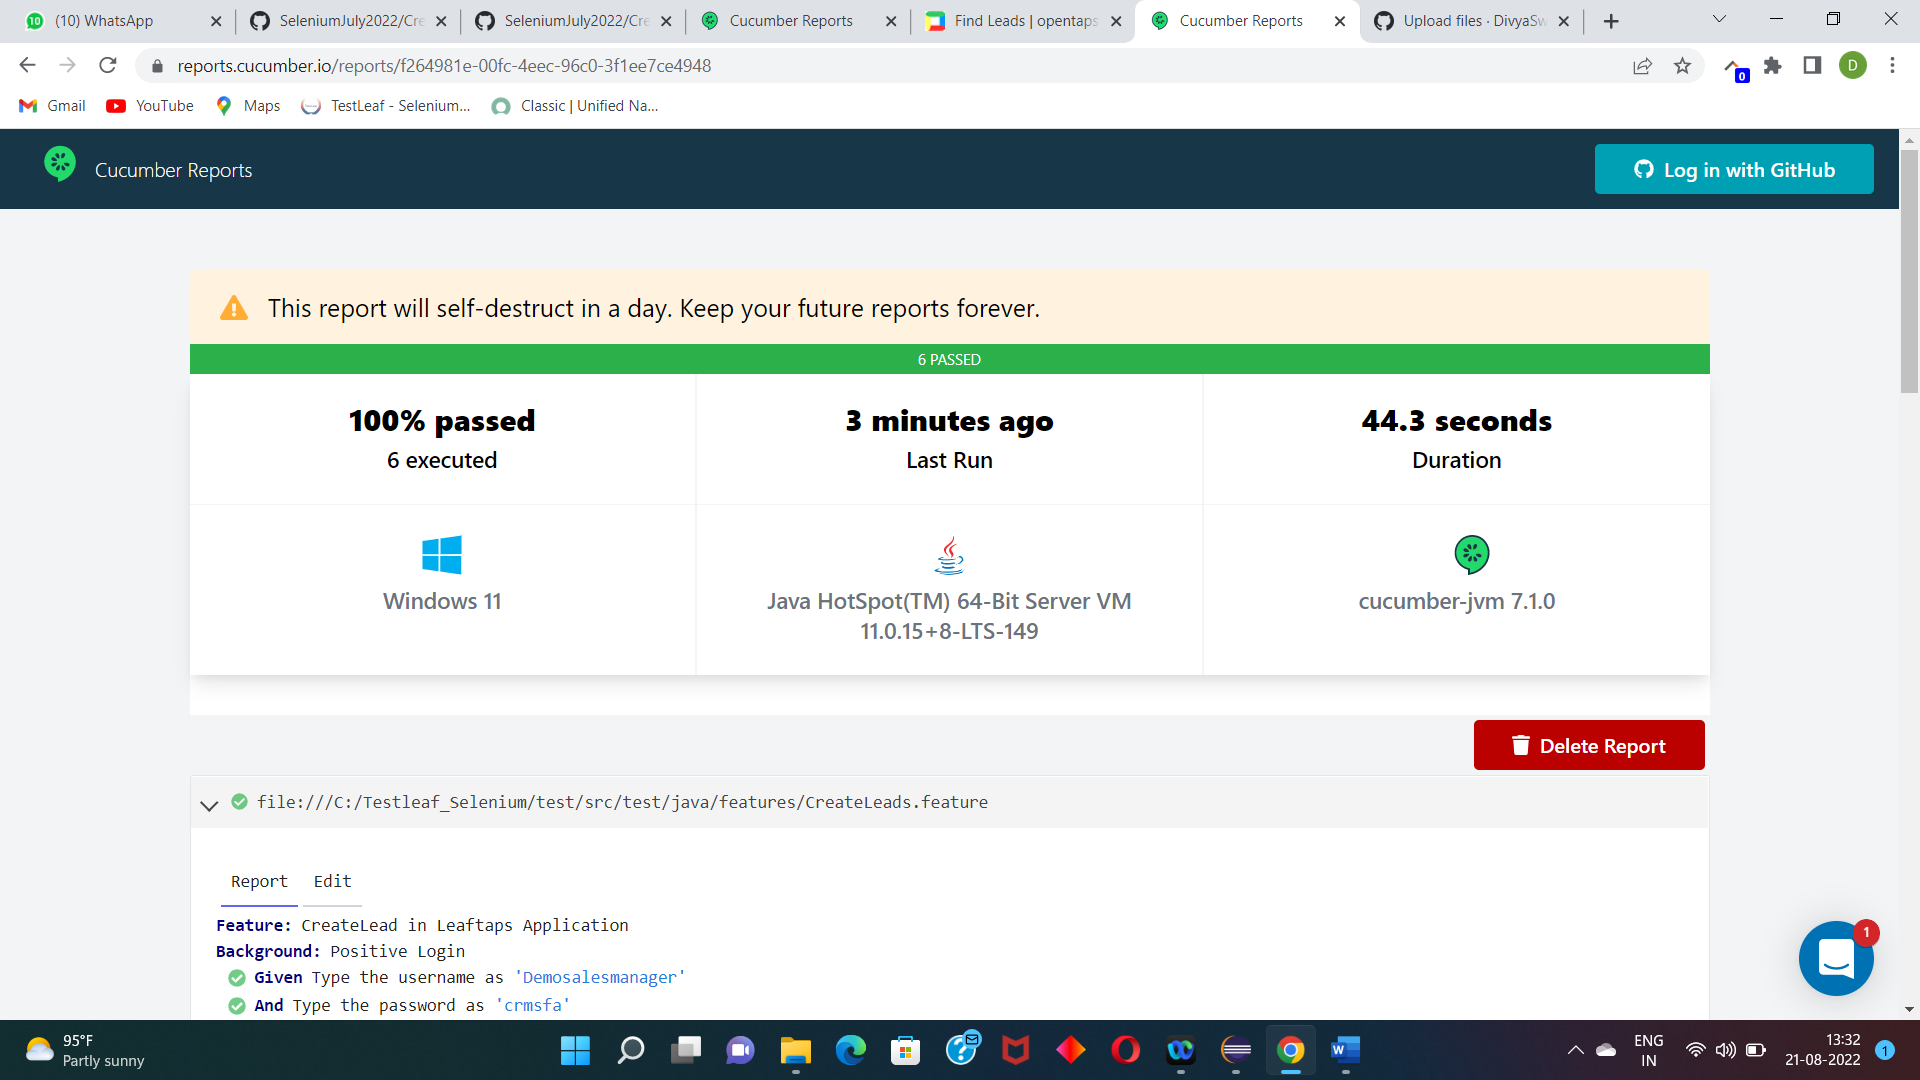 (10) WhatsApp
SeleniumJuly2022/Cre
SeleniumJuly2022/Cre
Cucumber Reports
Find Leads | opentaps
Cucumber Reports
Upload files · DivyaSw
reports.cucumber.io/reports/f264981e-00fc-4eec-96c0-3f1ee7ce4948
0
D
Gmail
YouTube
Maps
TestLeaf - Selenium...
Classic | Unified Na...
Cucumber Reports
Log in with GitHub
This report will self-destruct in a day. Keep your future reports forever.
6 PASSED
100% passed
6 executed
3 minutes ago
Last Run
44.3 seconds
Duration
Windows 11
Java HotSpot(TM) 64-Bit Server VM
11.0.15+8-LTS-149
cucumber-jvm 7.1.0
Delete Report
file:///C:/Testleaf_Selenium/test/src/test/java/features/CreateLeads.feature
Report
Edit
Feature: CreateLead in Leaftaps Application
Background: Positive Login
Given Type the username as 'Demosalesmanager'
And Type the password as 'crmsfa'
1
95°F
Partly sunny
ENG
IN
13:32
21-08-2022
1